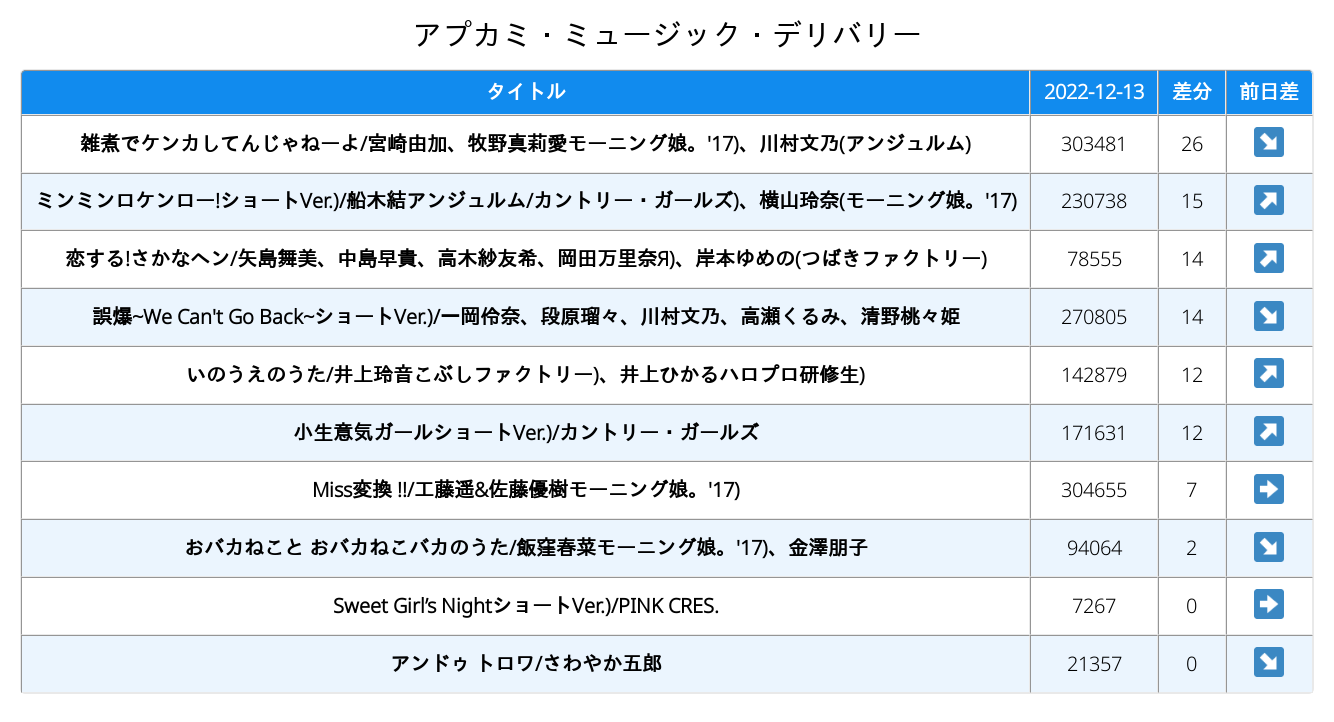 アプカミ・ミュージック・デリバリー
タイトル 2022-12-13 差分 前日差
雑煮でケンカしてんじゃねーよ/宮崎由加、牧野真莉愛モーニング娘。'17)、川村文乃(アンジュルム) 303481 26 ↘
ミンミンロケンロー!ショートVer.)/船木結アンジュルム/カントリー・ガールズ)、横山玲奈(モーニング娘。'17) 230738 15 ↗
恋する!さかなヘン/矢島舞美、中島早貴、高木紗友希、岡田万里奈Я)、岸本ゆめの(つばきファクトリー) 78555 14 ↗
誤爆~We Can't Go Back~ショートVer.)/一岡伶奈、段原瑠々、川村文乃、高瀬くるみ、清野桃々姫 270805 14 ↘
いのうえのうた/井上玲音こぶしファクトリー)、井上ひかるハロプロ研修生) 142879 12 ↗
小生意気ガールショートVer.)/カントリー・ガールズ 171631 12 ↗
Miss変換 !!/工藤遥&佐藤優樹モーニング娘。'17) 304655 7 ➡
おバカねこと おバカねこバカのうた/飯窪春菜モーニング娘。'17)、金澤朋子 94064 2 ↘
Sweet Girl’s NightショートVer.)/PINK CRES. 7267 0 ➡
アンドゥ トロワ/さわやか五郎 21357 0 ↘